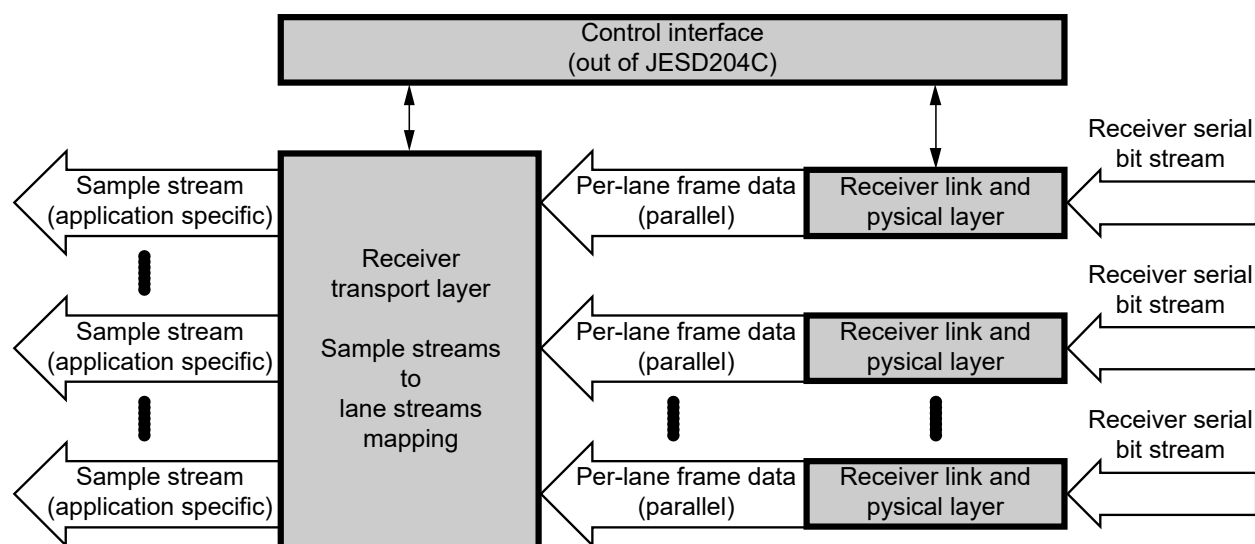 Control interface
(out of JESD204C)
Receiver serial
bit stream
Sample stream
(application specific)
Per-lane frame data
(parallel)
Receiver link and
pysical layer
Receiver
transport layer
Sample streams
to
lane streams
mapping
Receiver serial
bit stream
Sample stream
(application specific)
Per-lane frame data
(parallel)
Receiver link and
pysical layer
Receiver serial
bit stream
Sample stream
(application specific)
Per-lane frame data
(parallel)
Receiver link and
pysical layer